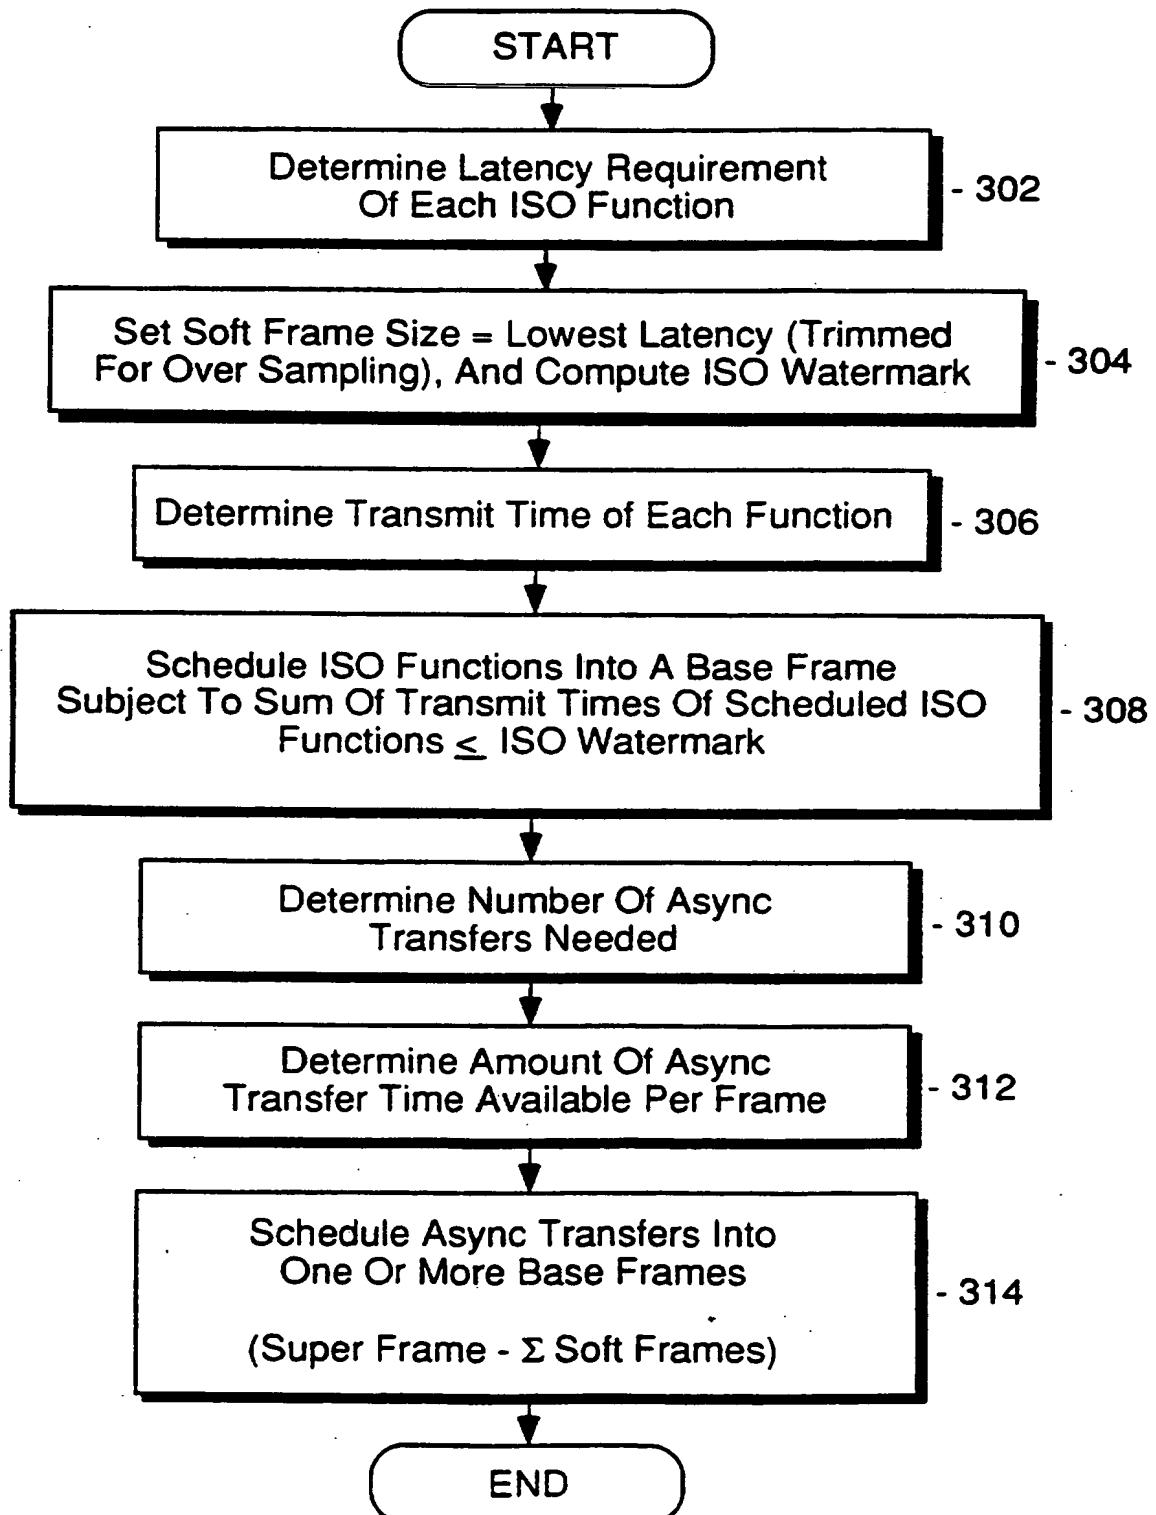 START
Determine Latency Requirement
Of Each ISO Function
- 302
Set Soft Frame Size = Lowest Latency (Trimmed
For Over Sampling), And Compute ISO Watermark
- 304
Determine Transmit Time of Each Function
- 306
Schedule ISO Functions Into A Base Frame
Subject To Sum Of Transmit Times Of Scheduled ISO
Functions ≤ ISO Watermark
- 308
Determine Number Of Async
Transfers Needed
- 310
Determine Amount Of Async
Transfer Time Available Per Frame
- 312
Schedule Async Transfers Into
One Or More Base Frames
(Super Frame - Σ Soft Frames)
- 314
END